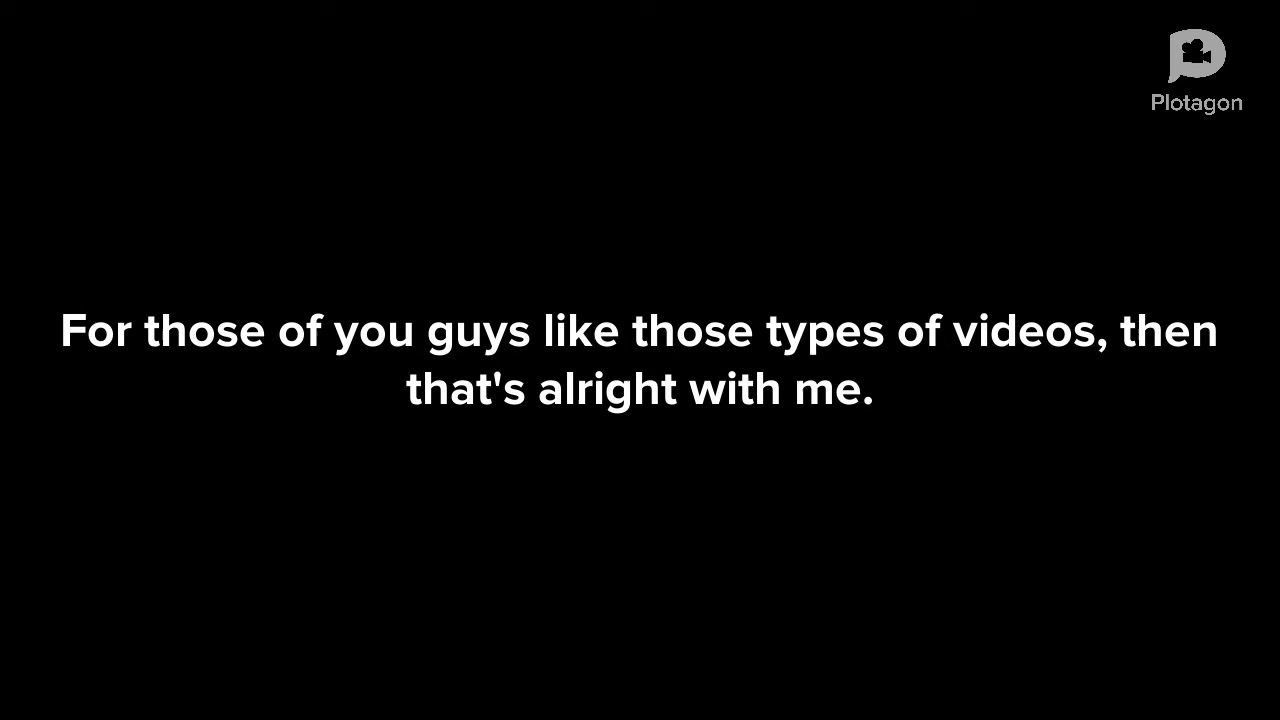 Plotagon
For those of you guys like those types of videos, then
that's alright with me.